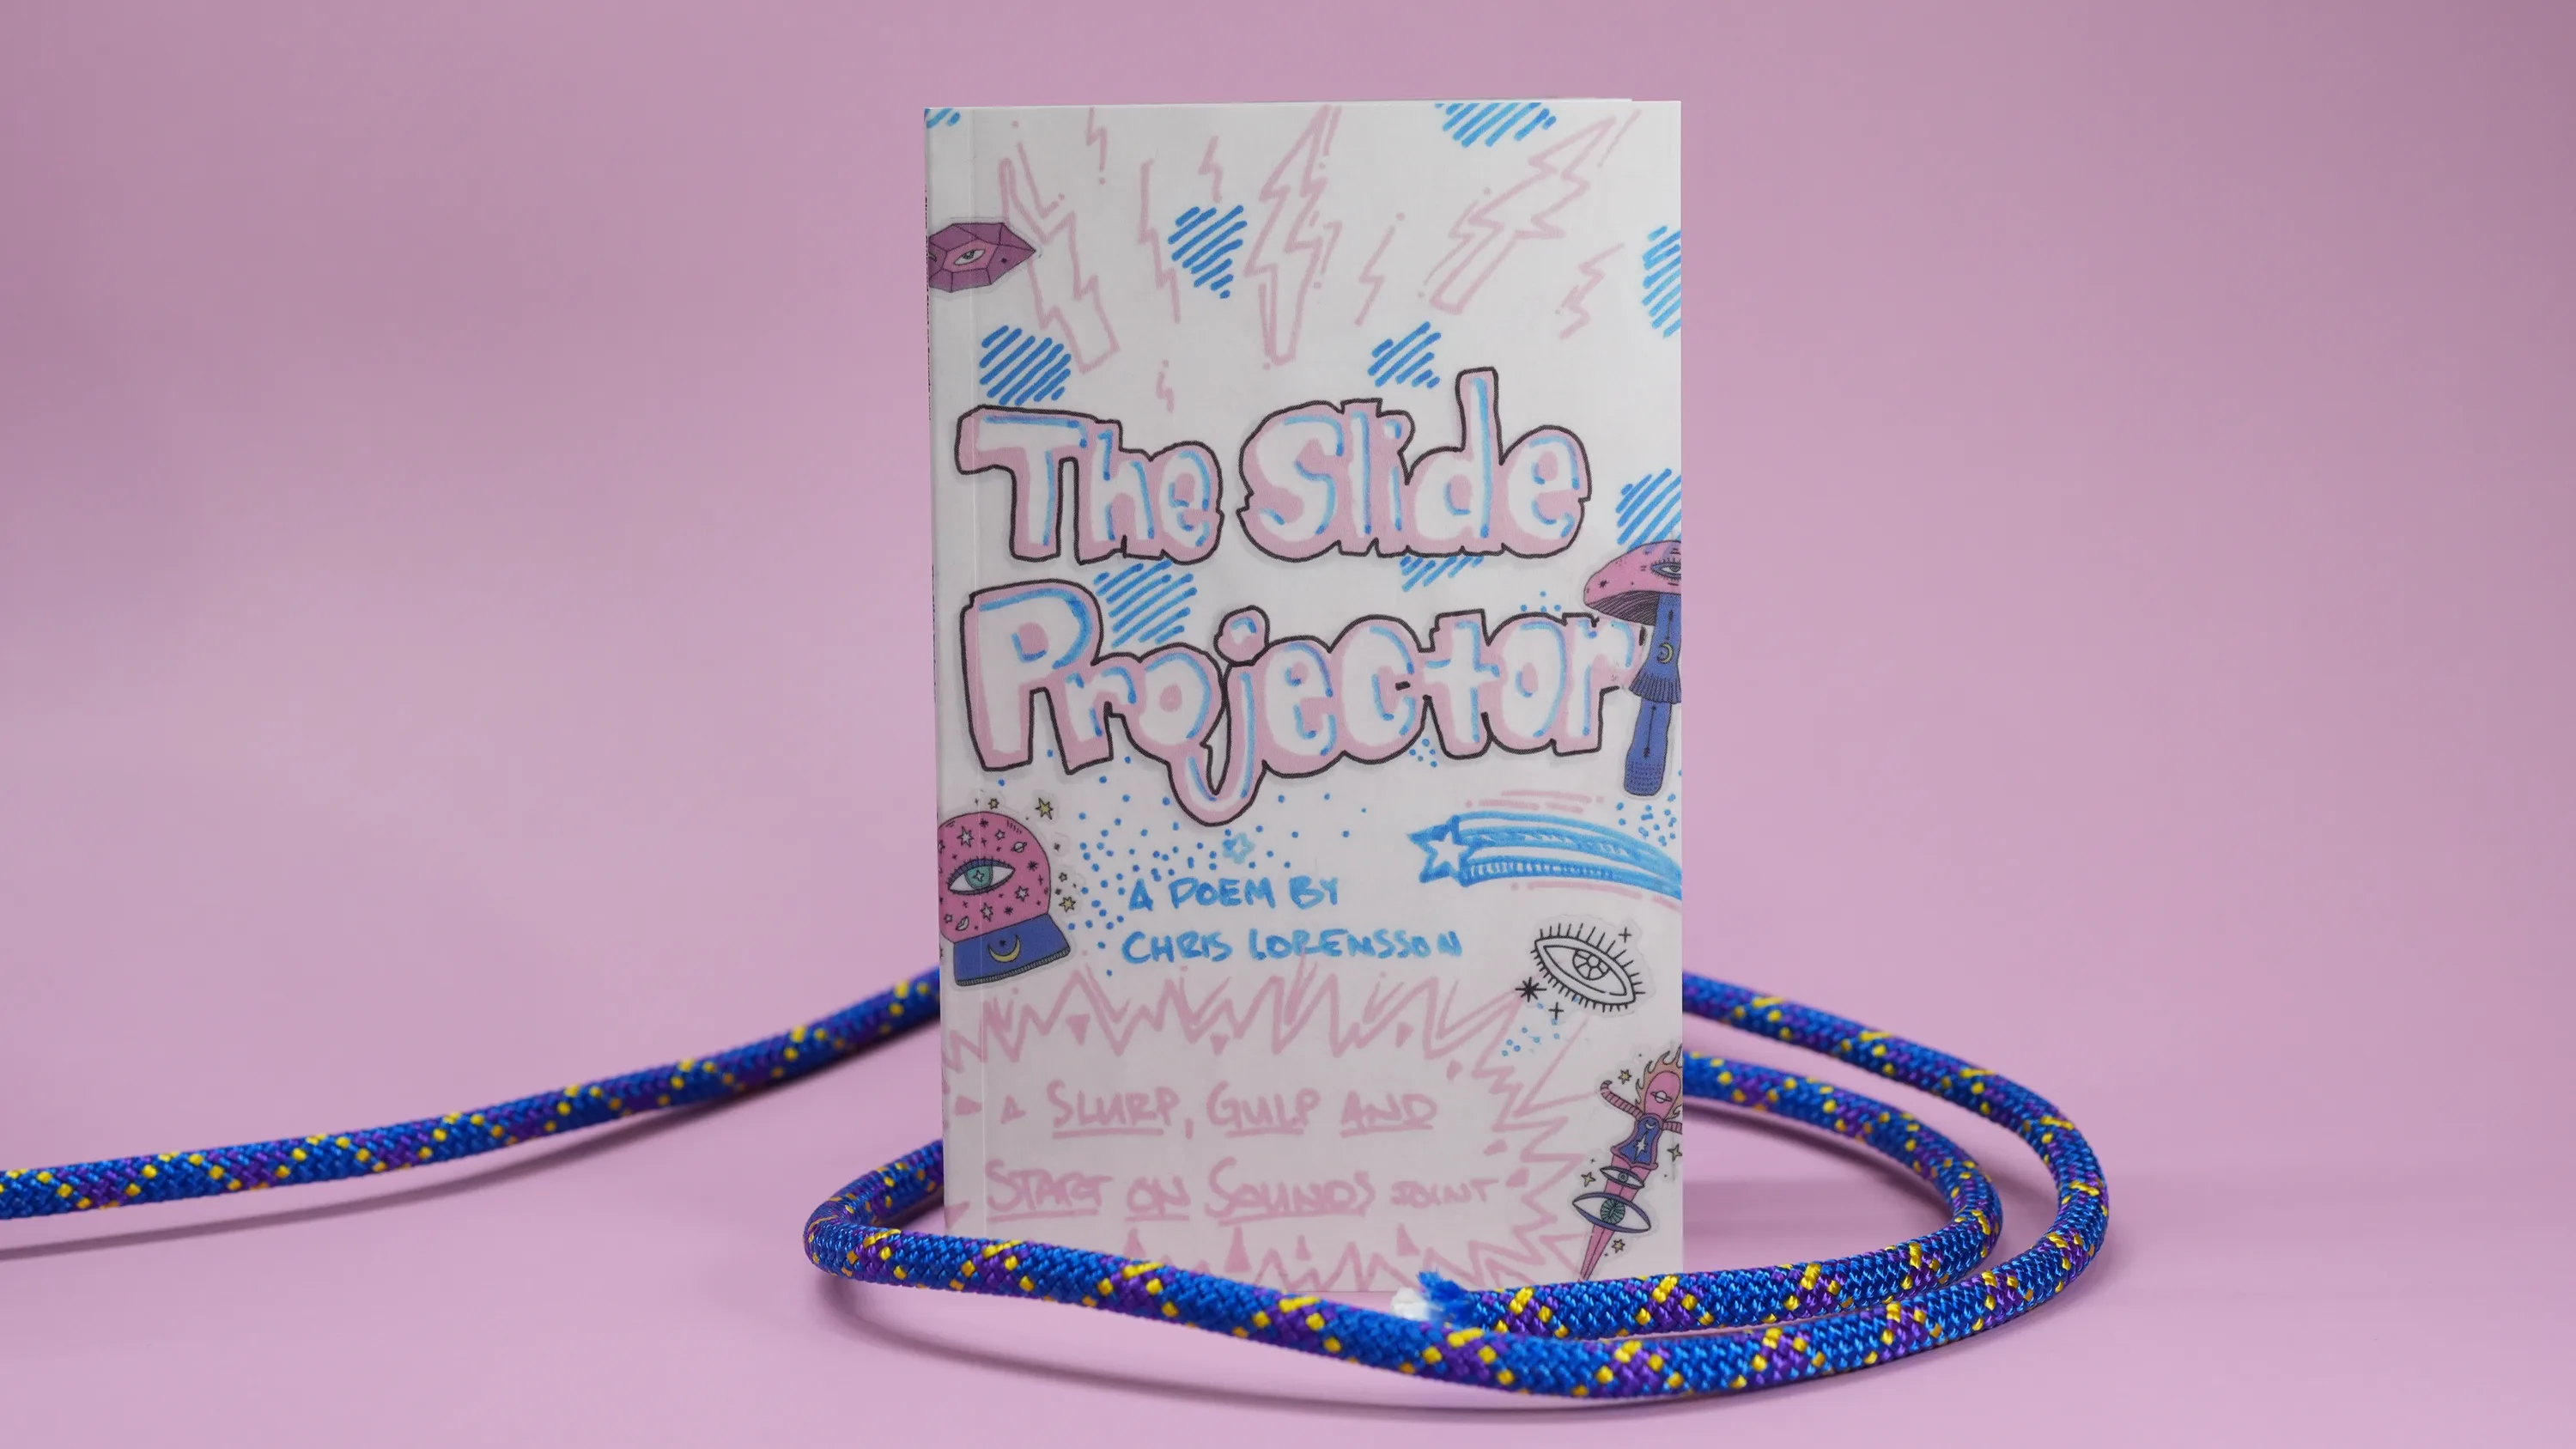 The Slide
Projector
A POEM BY
CHRIS LORENSSON
A SLURP, GULP AND
START ON SOUNDS JOINT